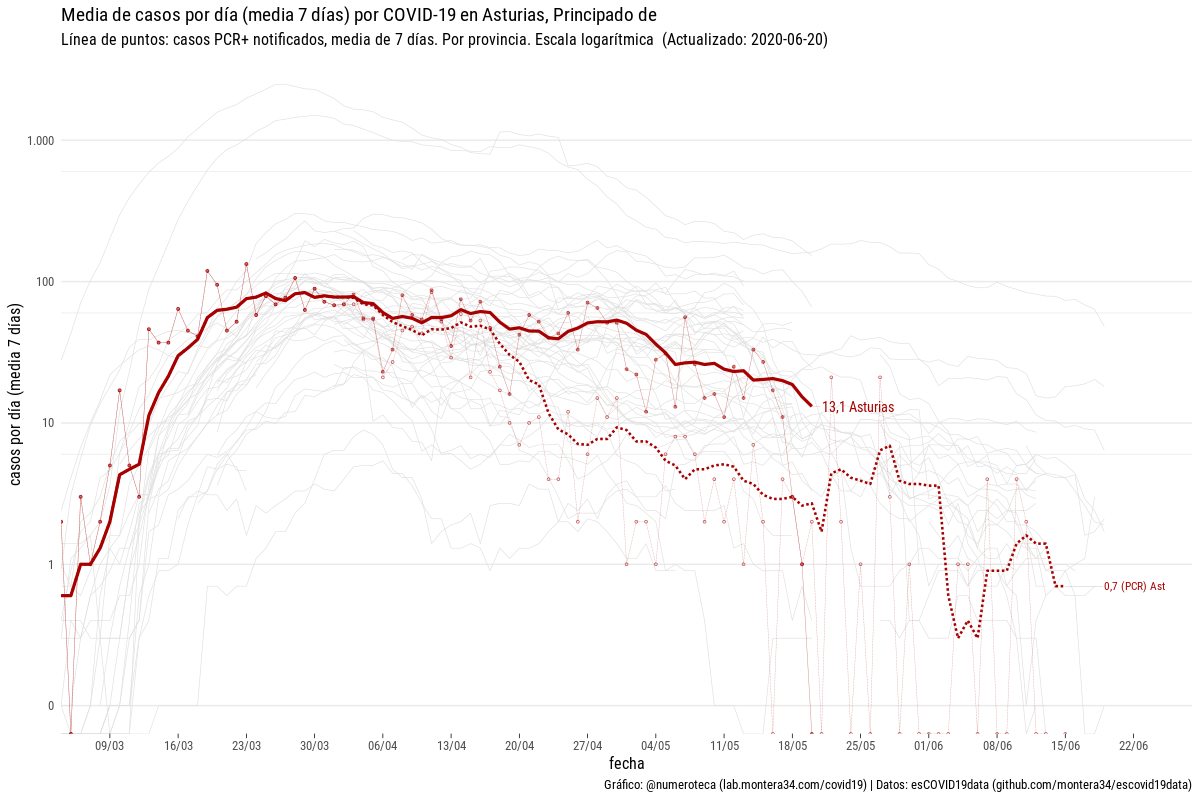 Media de casos por día (media 7 días) por COVID-19 en Asturias, Principado de
Línea de puntos: casos PCR+ notificados, media de 7 días. Por provincia. Escala logarítmica (Actualizado: 2020-06-20)
casos por día (media 7 días)
1.000
100
10
1
0
13,1 Asturias
0,7 (PCR) Ast
09/03 16/03 23/03 30/03 06/04 13/04 20/04 27/04 04/05 11/05 18/05 25/05 01/06 08/06 15/06 22/06
fecha
Gráfico: @numeroteca (lab.montera34.com/covid19) | Datos: esCOVID19data (github.com/montera34/escovid19data)